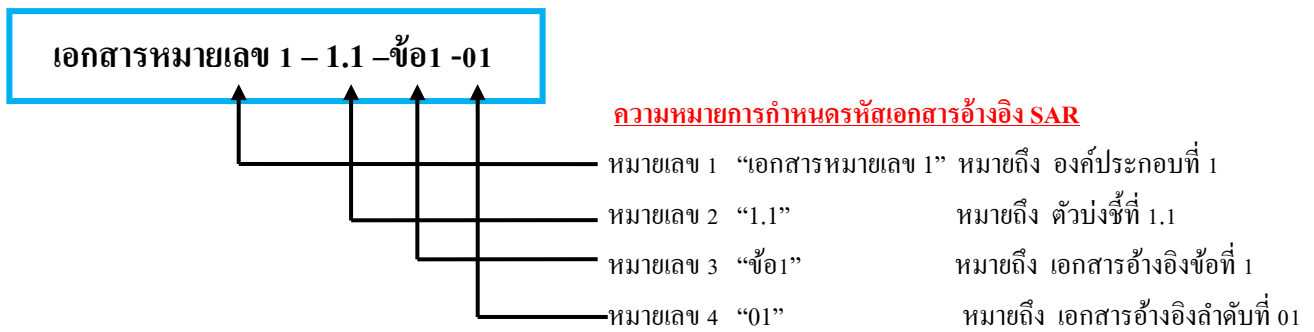 เอกสารหมายเลข 1 – 1.1 –ข้อ1 -01
ความหมายการกำหนดรหัสเอกสารอ้างอิง SAR
หมายเลข 1 “เอกสารหมายเลข 1” หมายถึง องค์ประกอบที่ 1
หมายเลข 2 “1.1” หมายถึง ตัวบ่งชี้ที่ 1.1
หมายเลข 3 “ข้อ1” หมายถึง เอกสารอ้างอิงข้อที่ 1
หมายเลข 4 “01” หมายถึง เอกสารอ้างอิงลำดับที่ 01